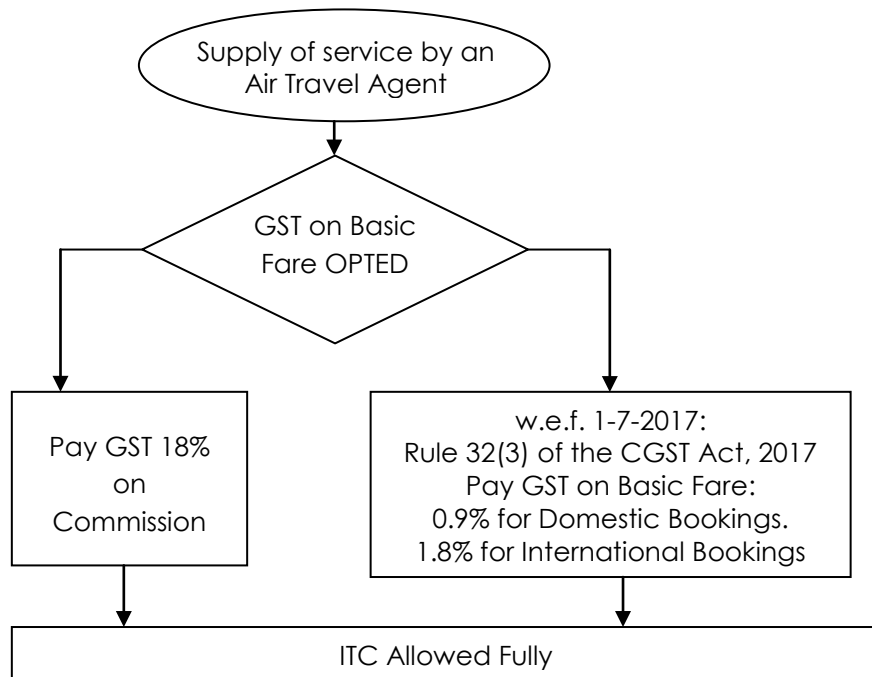 Supply of service by an
Air Travel Agent
GST on Basic
Fare OPTED
Pay GST 18%
on
Commission
w.e.f. 1-7-2017:
Rule 32(3) of the CGST Act, 2017
Pay GST on Basic Fare:
0.9% for Domestic Bookings.
1.8% for International Bookings
ITC Allowed Fully